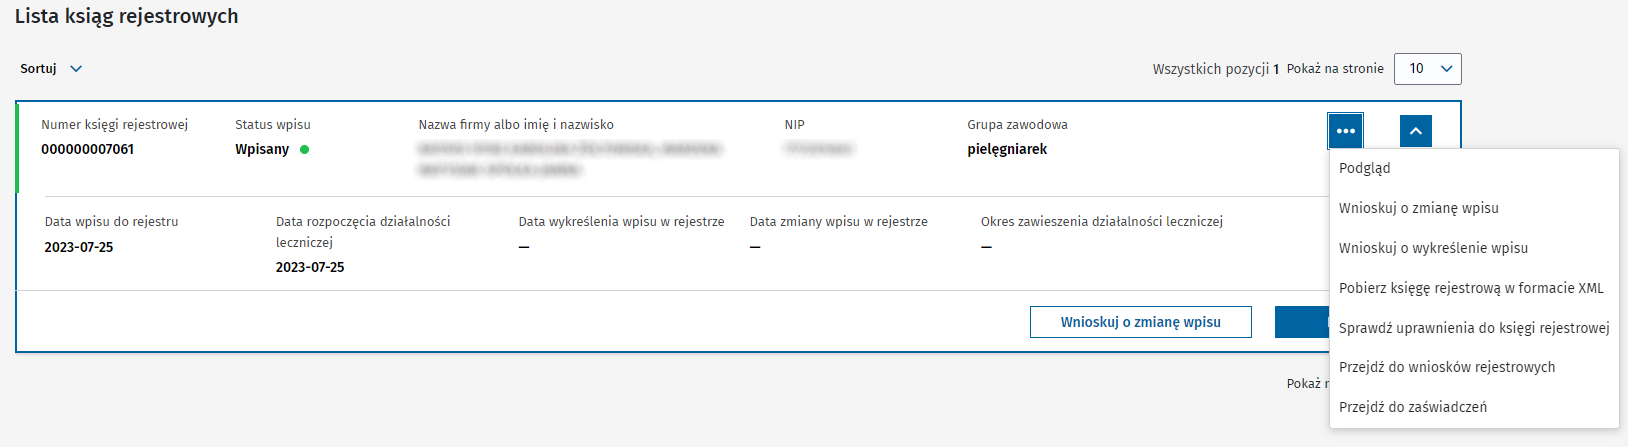 Lista ksiąg rejestrowych
Sortuj
Wszystkich pozycji 1 Pokaż na stronie 10
Numer księgi rejestrowej
000000007061
Status wpisu
Wpisany
Nazwa firmy albo imię i nazwisko
NIP
Grupa zawodowa
pielęgniarek
Data wpisu do rejestru
2023-07-25
Data rozpoczęcia działalności
leczniczej
2023-07-25
Data wykreślenia wpisu w rejestrze
—
Data zmiany wpisu w rejestrze
—
Okres zawieszenia działalności leczniczej
—
Wnioskuj o zmianę wpisu
Pokaż
Podgląd
Wnioskuj o zmianę wpisu
Wnioskuj o wykreślenie wpisu
Pobierz księgę rejestrową w formacie XML
Sprawdź uprawnienia do księgi rejestrowej
Przejdź do wniosków rejestrowych
Przejdź do zaświadczeń